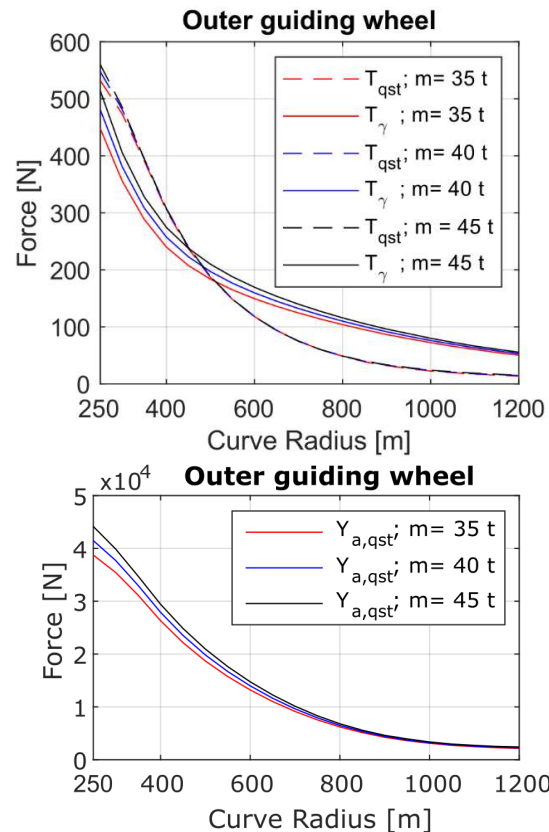 Outer guiding wheel
600
500
400
300
200
100
0
Force [N]
T_qst; m= 35 t
T_γ ; m= 35 t
T_qst; m= 40 t
T_γ ; m= 40 t
T_qst; m = 45 t
T_γ ; m= 45 t
250 400 600 800 1000 1200
Curve Radius [m]
x10^4 Outer guiding wheel
5
4
3
2
1
0
Force [N]
Y_a,qst; m= 35 t
Y_a,qst; m= 40 t
Y_a,qst; m= 45 t
250 400 600 800 1000 1200
Curve Radius [m]